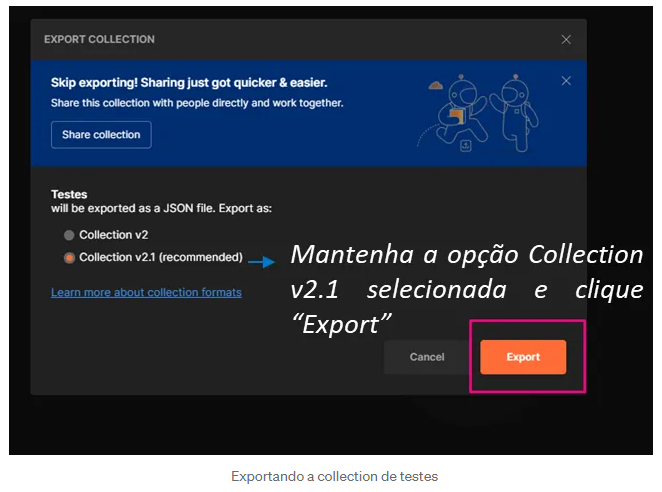 EXPORT COLLECTION
Skip exporting! Sharing just got quicker & easier.
Share this collection with people directly and work together.
Share collection
Testes
will be exported as a JSON file. Export as:
Collection v2
Collection v2.1 (recommended)
Mantenha a opção Collection
v2.1 selecionada e clique
“Export”
Learn more about collection formats
Cancel
Export
Exportando a collection de testes